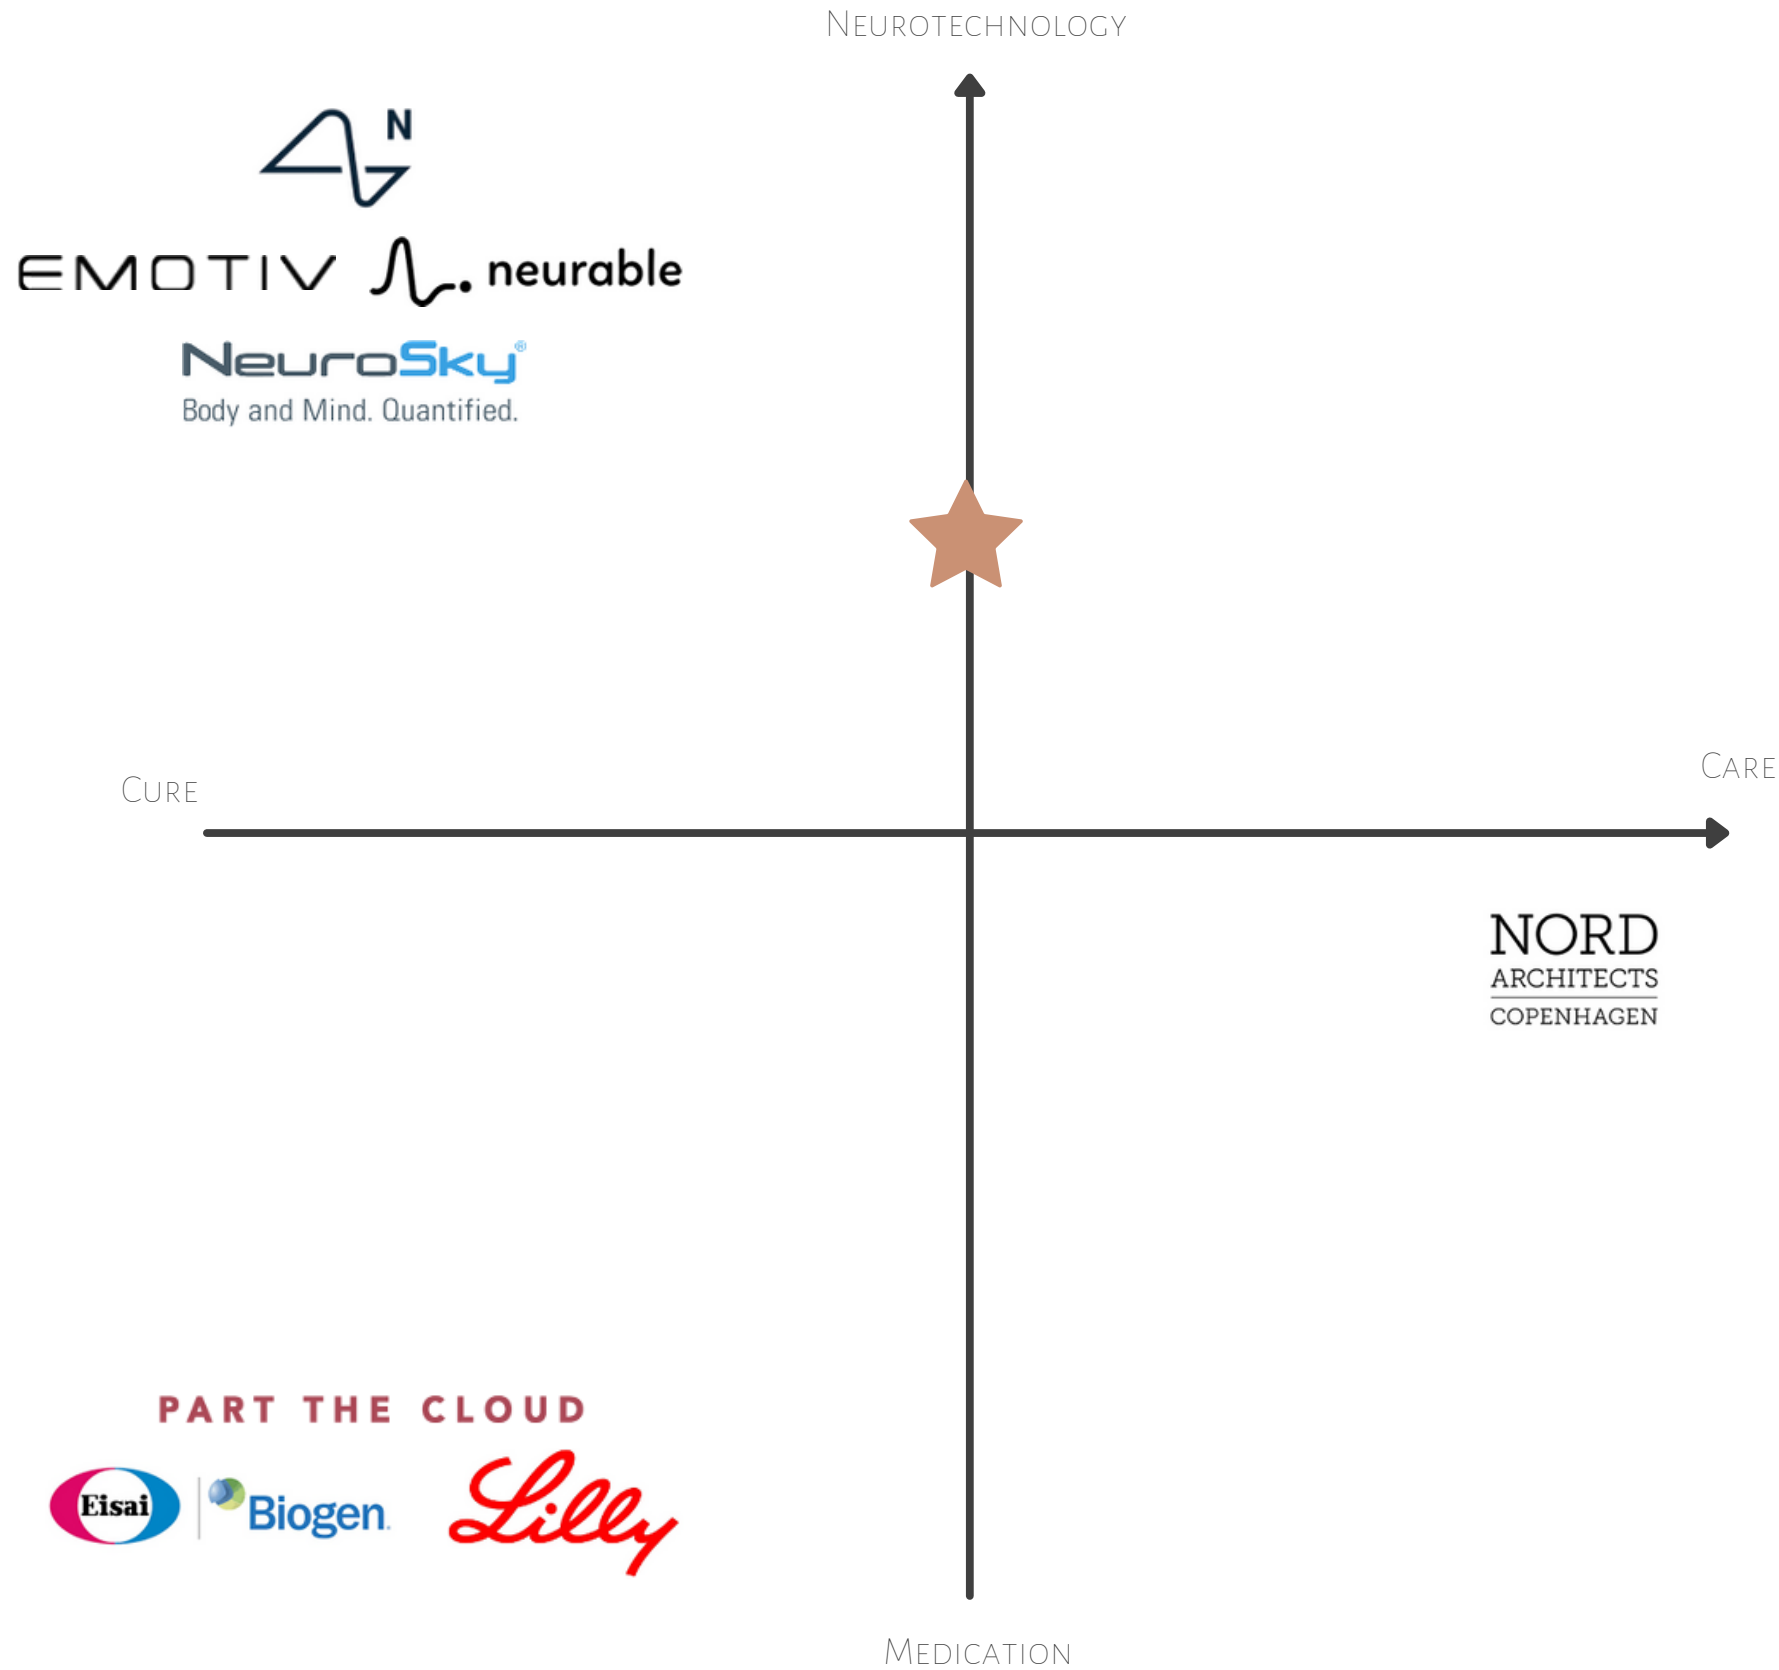 NEUROTECHNOLOGY
N
EMOTIV neurable
NeuroSky®
Body and Mind. Quantified.
CURE
CARE
NORD
ARCHITECTS
COPENHAGEN
PART THE CLOUD
Eisai Biogen Lilly
MEDICATION